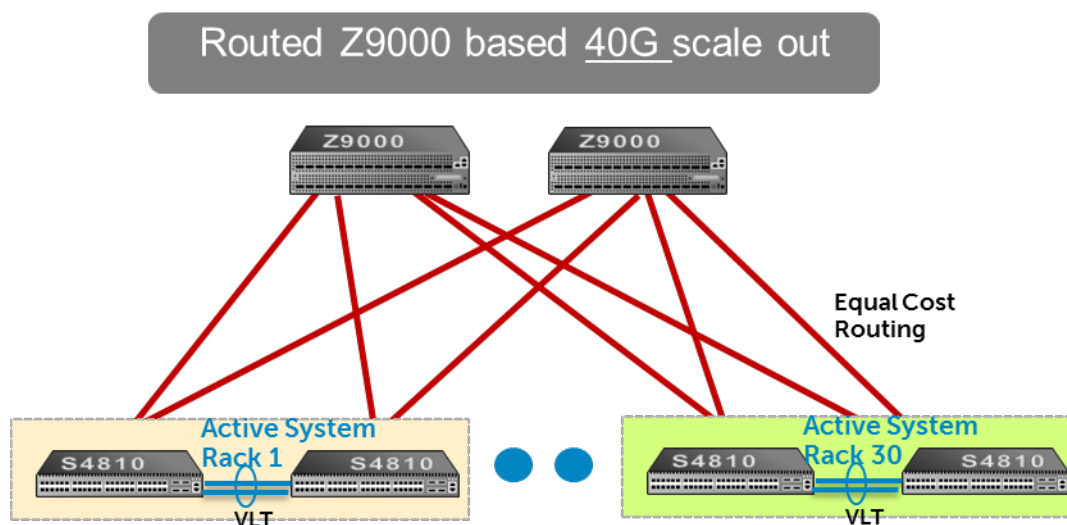 Routed Z9000 based 40G scale out
Z9000
Z9000
Equal Cost
Routing
Active System
Rack 1
S4810
S4810
VLT
Active System
Rack 30
S4810
S4810
VLT